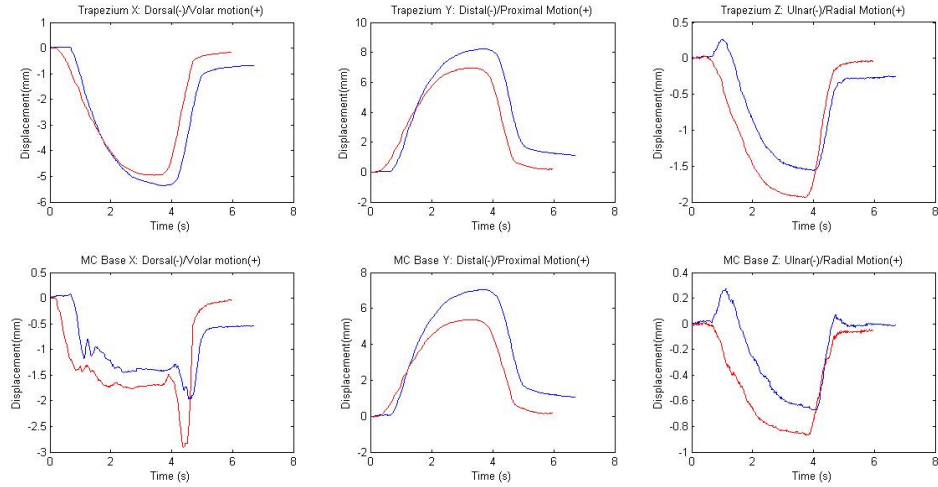 Trapezium X: Dorsal(-)/Volar motion(+)
Displacement(mm)
0
-1
-2
-3
-4
-5
-6
0 2 4 6 8
Time (s)
Trapezium Y: Distal(-)/Proximal Motion(+)
Displacement(mm)
10
8
6
4
2
0
-2
0 2 4 6 8
Time (s)
Trapezium Z: Ulnar(-)/Radial Motion(+)
Displacement(mm)
0.5
0
-0.5
-1
-1.5
-2
0 2 4 6 8
Time (s)
MC Base X: Dorsal(-)/Volar motion(+)
Displacement(mm)
0.5
0
-0.5
-1
-1.5
-2
-2.5
-3
0 2 4 6 8
Time (s)
MC Base Y: Distal(-)/Proximal Motion(+)
Displacement(mm)
8
6
4
2
0
-2
0 2 4 6 8
Time (s)
MC Base Z: Ulnar(-)/Radial Motion(+)
Displacement(mm)
0.4
0.2
0
-0.2
-0.4
-0.6
-0.8
-1
0 2 4 6 8
Time (s)